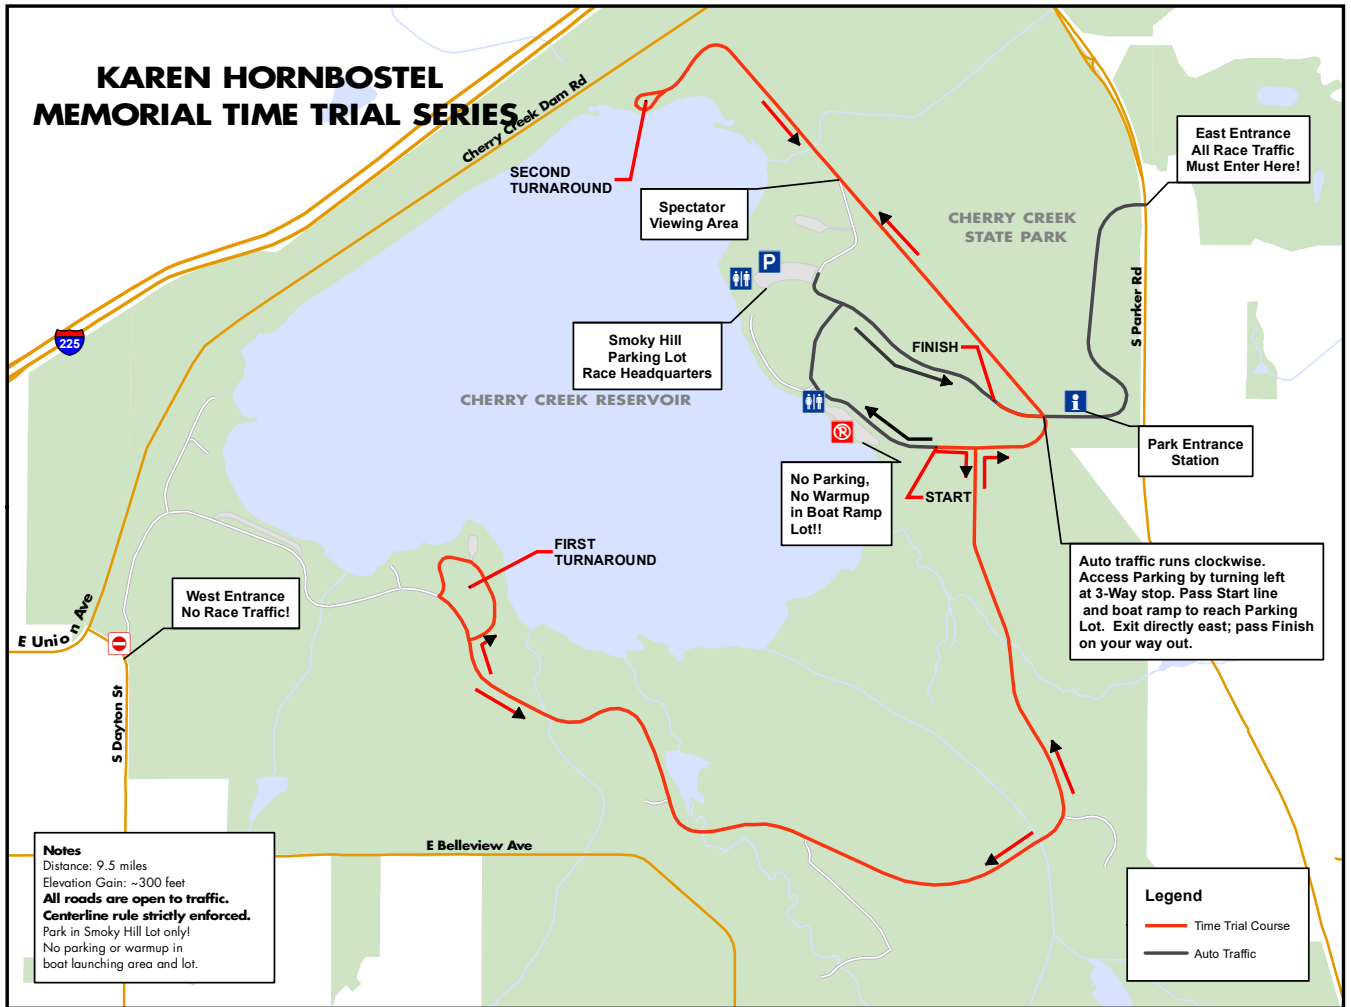 KAREN HORNBOSTEL
MEMORIAL TIME TRIAL SERIES
Cherry Creek Dam Rd
SECOND
TURNAROUND
Spectator
Viewing Area
East Entrance
All Race Traffic
Must Enter Here!
CHERRY CREEK
STATE PARK
P
S Parker Rd
225
Smoky Hill
Parking Lot
Race Headquarters
FINISH
CHERRY CREEK RESERVOIR
i
P
Park Entrance
Station
No Parking,
No Warmup
in Boat Ramp
Lot!!
START
FIRST
TURNAROUND
Auto traffic runs clockwise.
Access Parking by turning left
at 3-Way stop. Pass Start line
and boat ramp to reach Parking
Lot. Exit directly east; pass Finish
on your way out.
West Entrance
No Race Traffic!
E Union Ave
S Dayton St
E Belleview Ave
Notes
Distance: 9.5 miles
Elevation Gain: ~300 feet
All roads are open to traffic.
Centerline rule strictly enforced.
Park in Smoky Hill Lot only!
No parking or warmup in
boat launching area and lot.
Legend
Time Trial Course
Auto Traffic